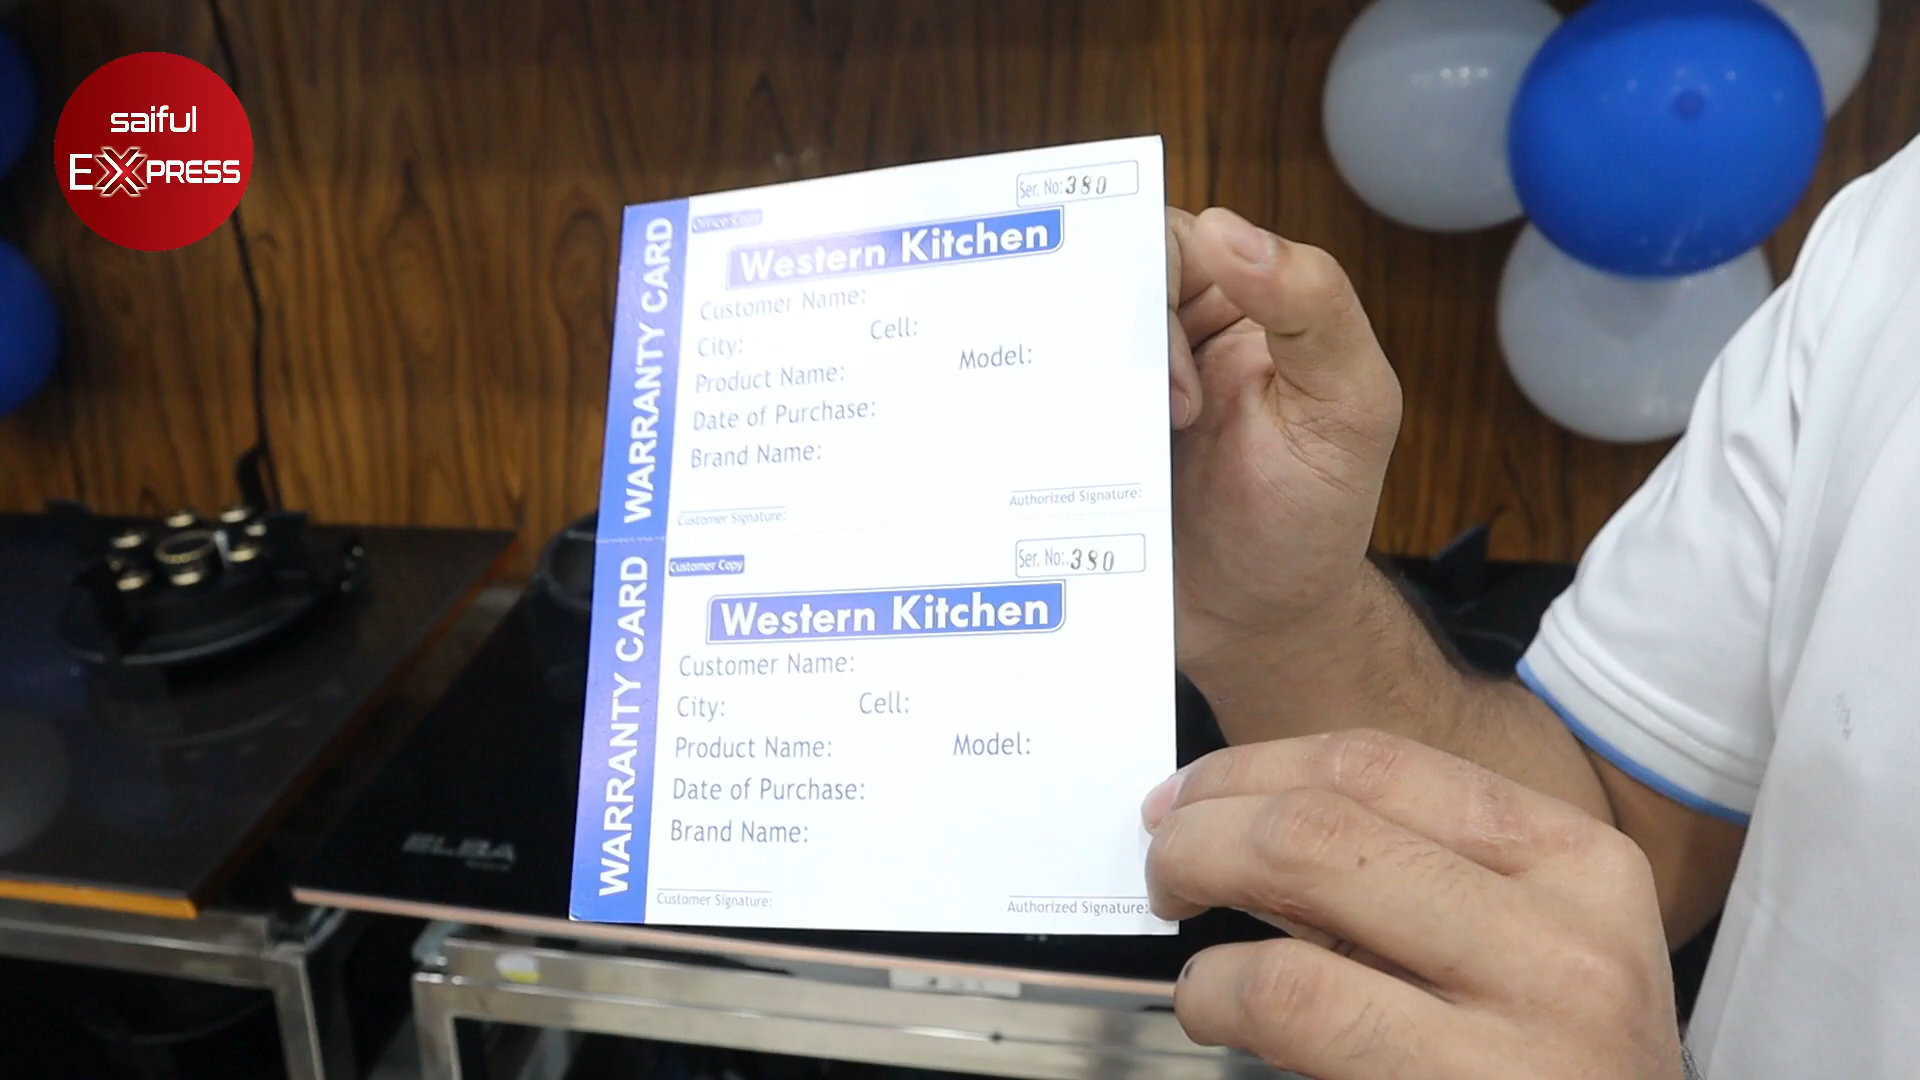 saiful
EXPRESS
WARRANTY CARD
Office Copy
Ser. No: 380
Western Kitchen
Customer Name:
City: Cell:
Product Name: Model:
Date of Purchase:
Brand Name:
Customer Signature: Authorized Signature:
WARRANTY CARD
Customer Copy
Ser. No:. 380
Western Kitchen
Customer Name:
City: Cell:
Product Name: Model:
Date of Purchase:
Brand Name:
Customer Signature: Authorized Signature:
ELBA